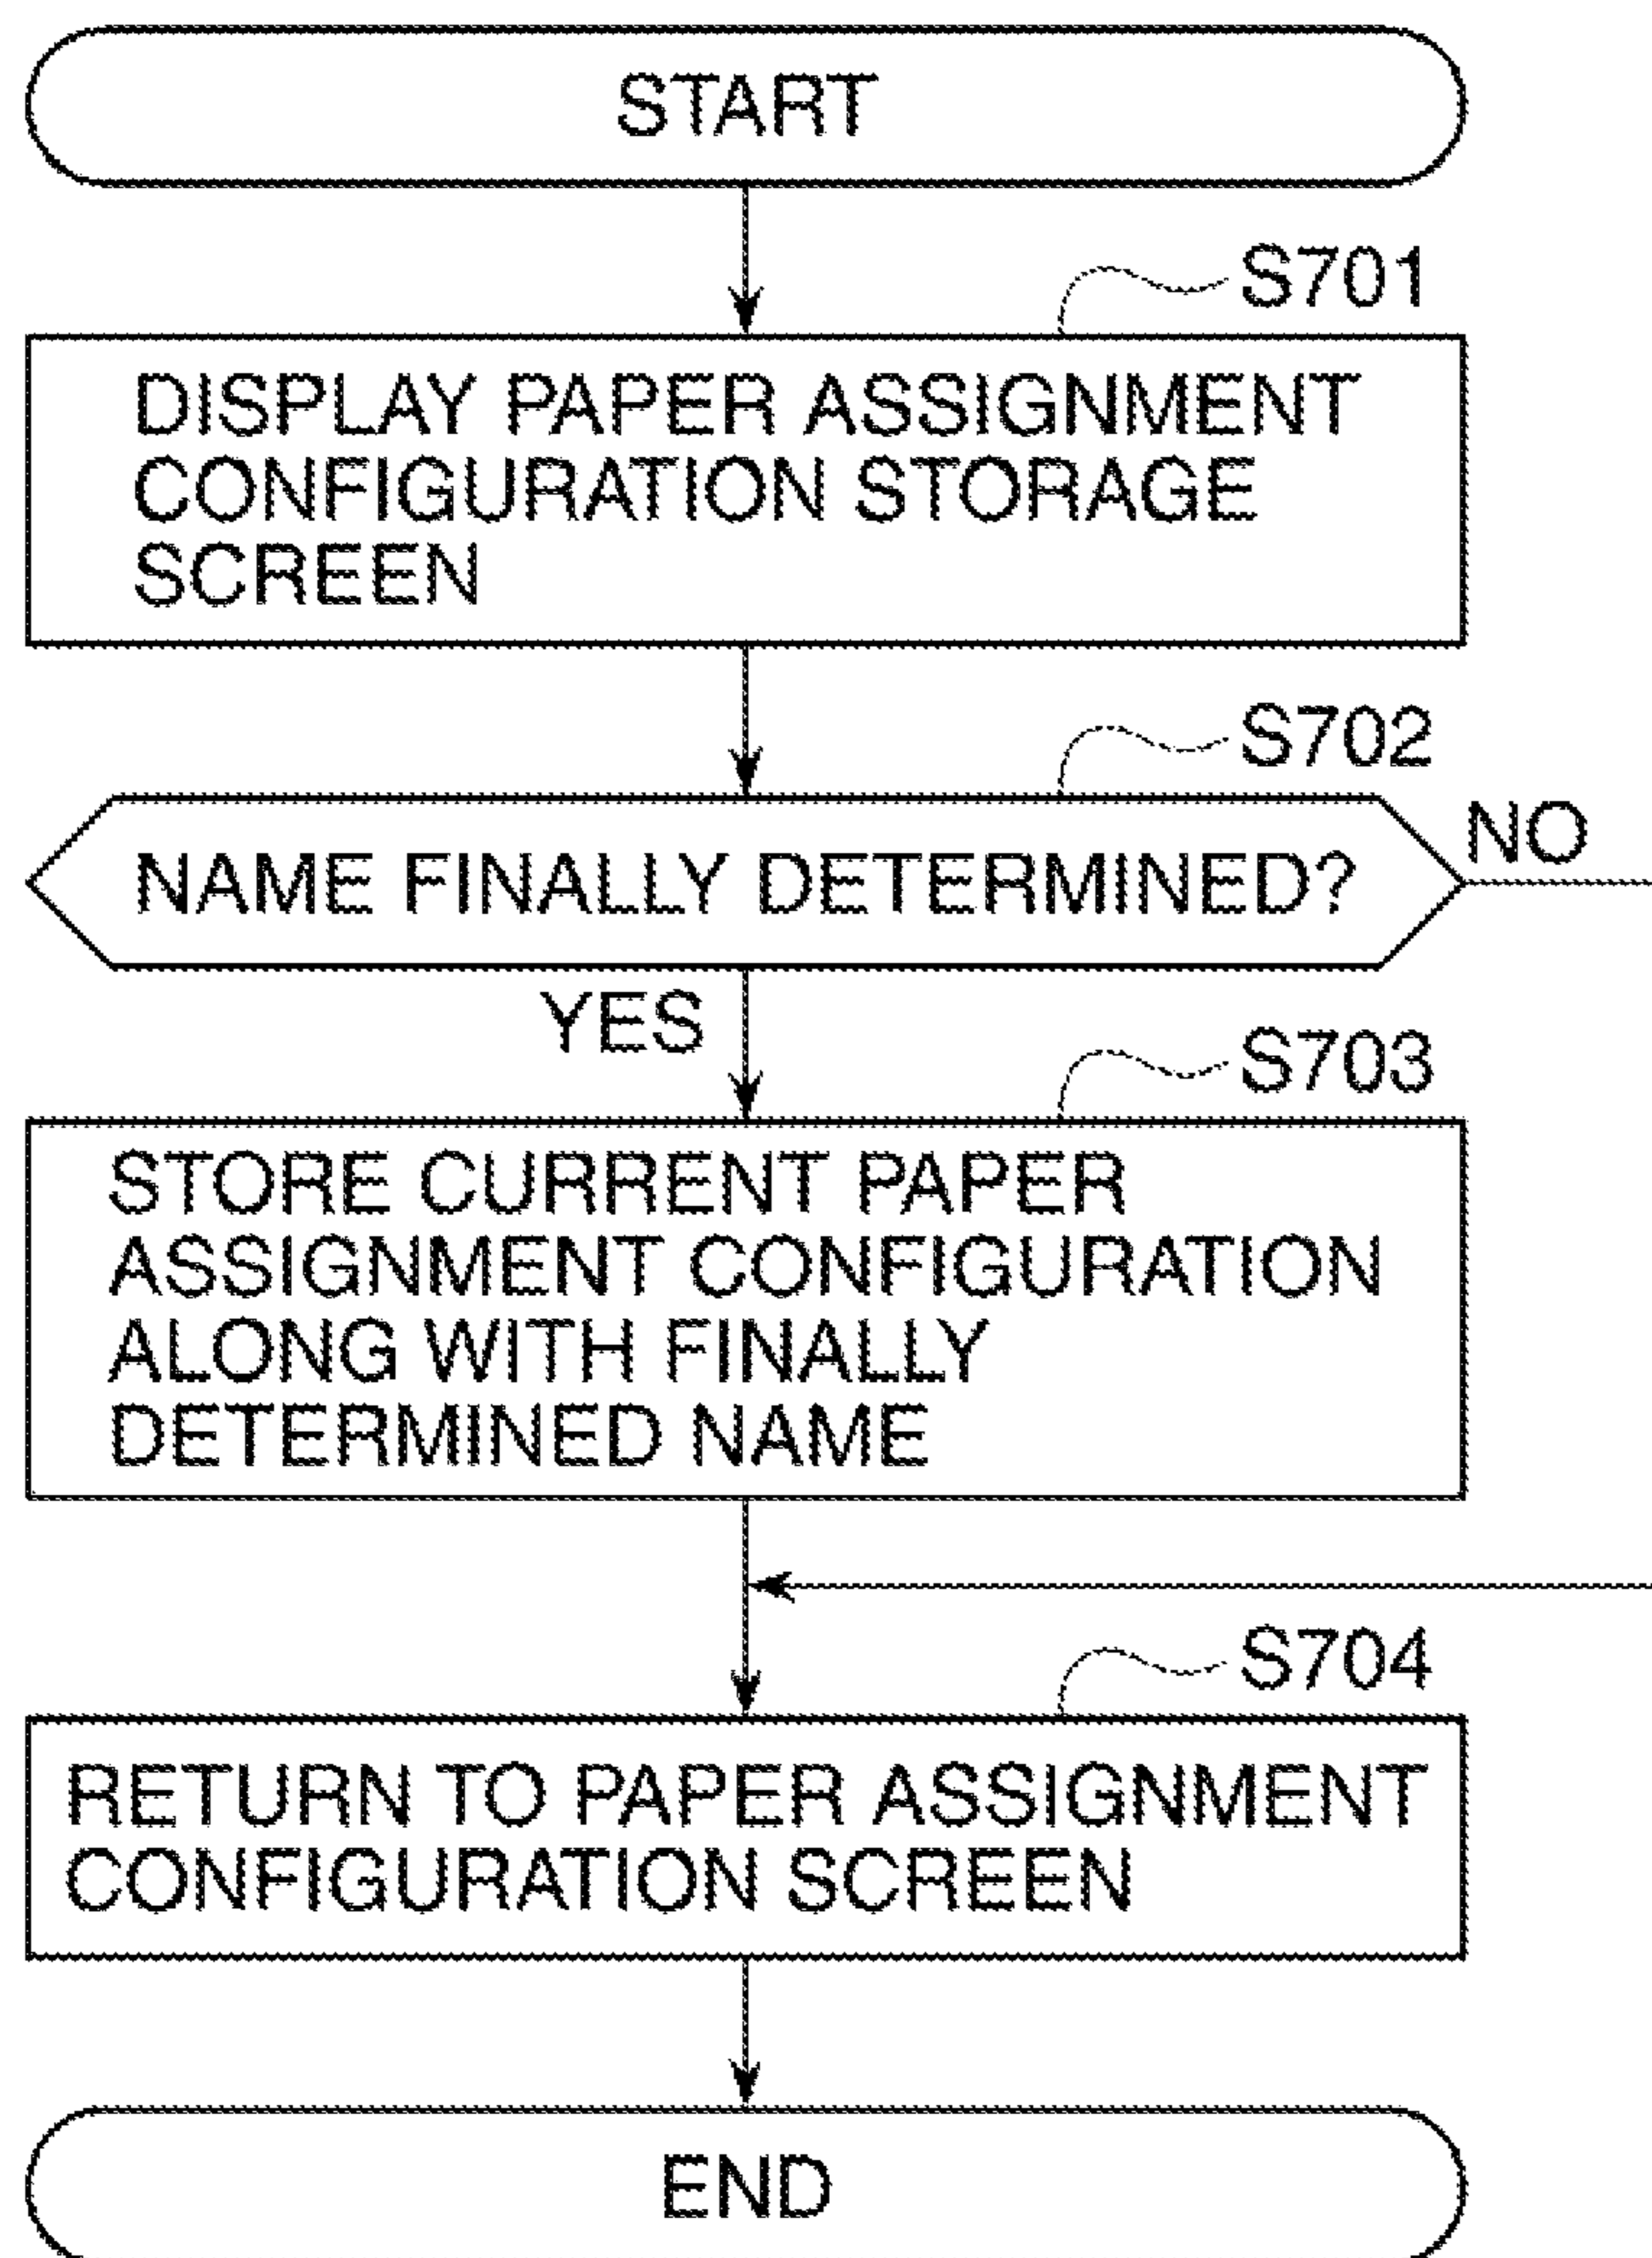 START
S701
DISPLAY PAPER ASSIGNMENT
CONFIGURATION STORAGE
SCREEN
S702
NAME FINALLY DETERMINED?
NO
YES
S703
STORE CURRENT PAPER
ASSIGNMENT CONFIGURATION
ALONG WITH FINALLY
DETERMINED NAME
S704
RETURN TO PAPER ASSIGNMENT
CONFIGURATION SCREEN
END